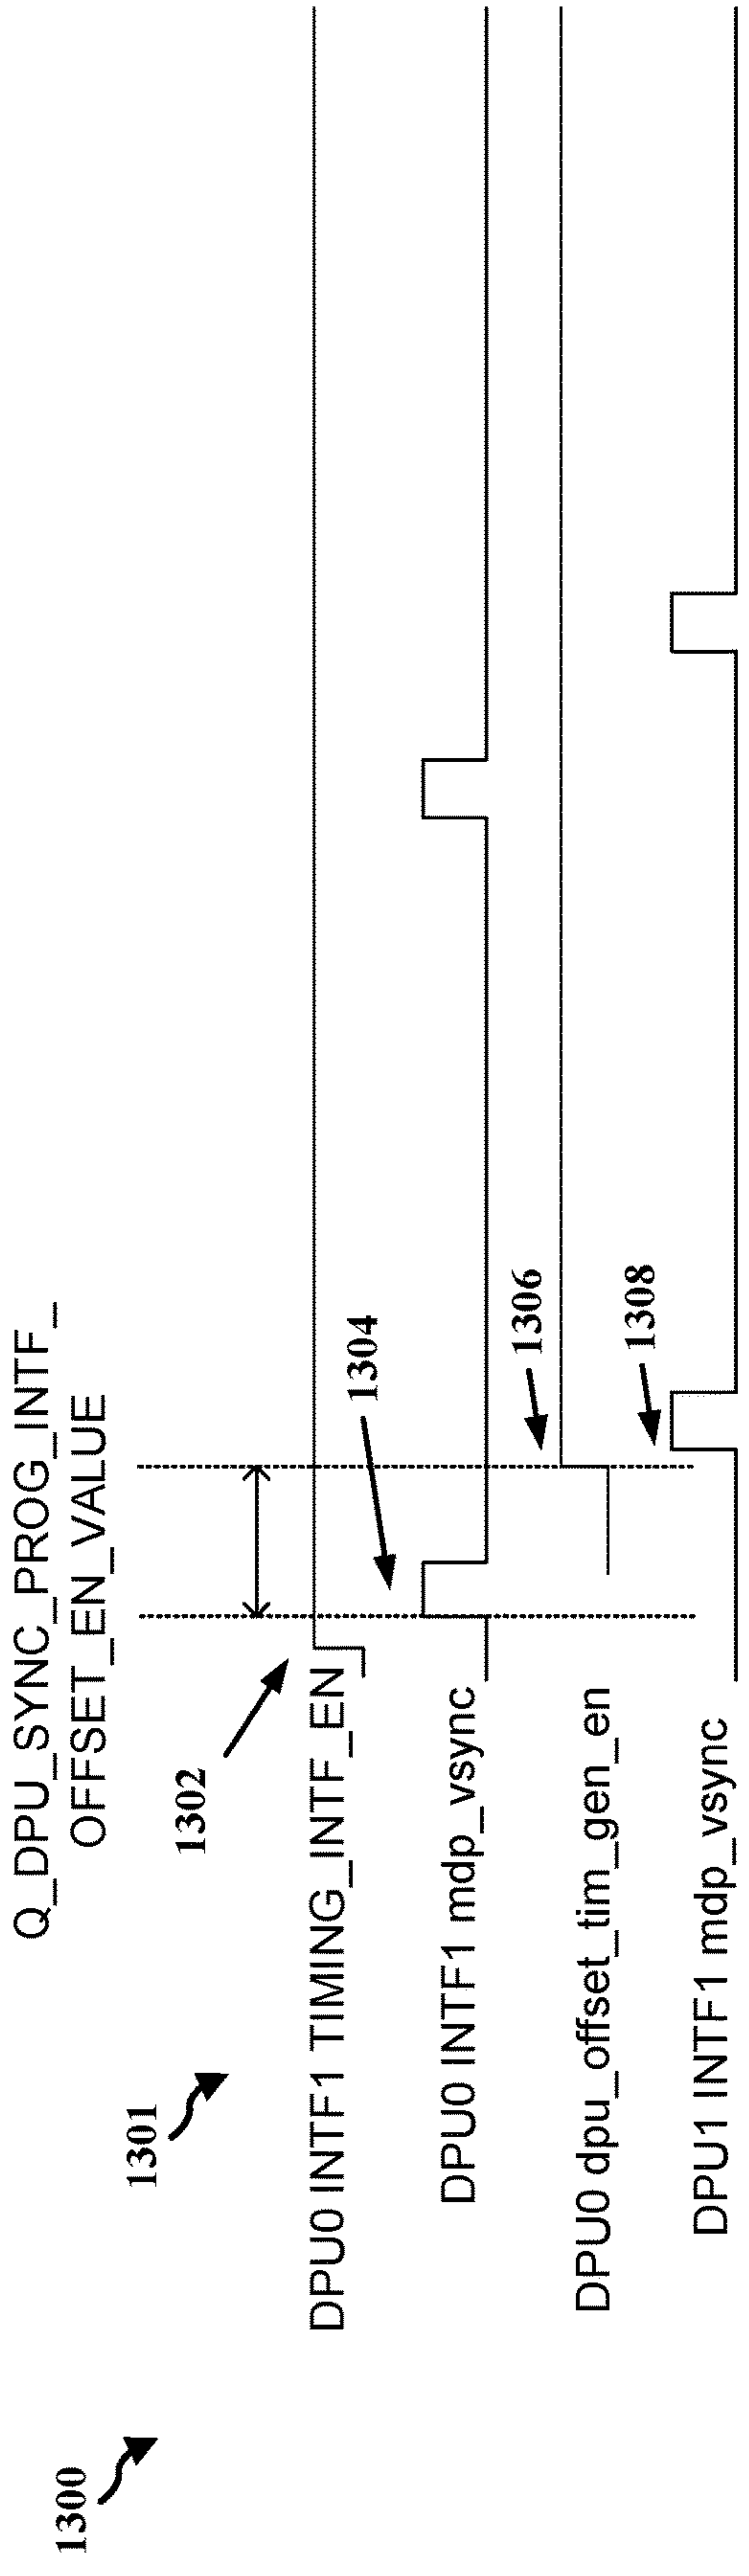 1300
1301
Q_DPU_SYNC_PROG_INTF_
OFFSET_EN_VALUE
1302
DPU0 INTF1 TIMING_INTF_EN
1304
DPU0 INTF1 mdp_vsync
1306
DPU0 dpu_offset_tim_gen_en
1308
DPU1 INTF1 mdp_vsync